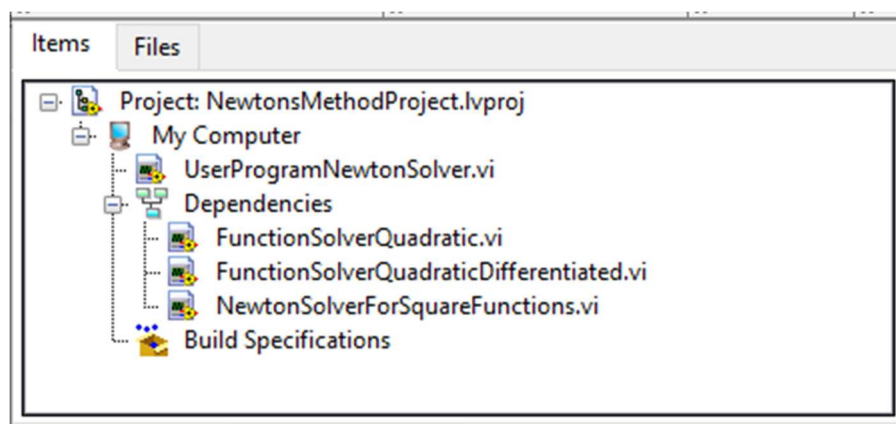 Items Files
Project: NewtonsMethodProject.lvproj
My Computer
UserProgramNewtonSolver.vi
Dependencies
FunctionSolverQuadratic.vi
FunctionSolverQuadraticDifferentiated.vi
NewtonSolverForSquareFunctions.vi
Build Specifications